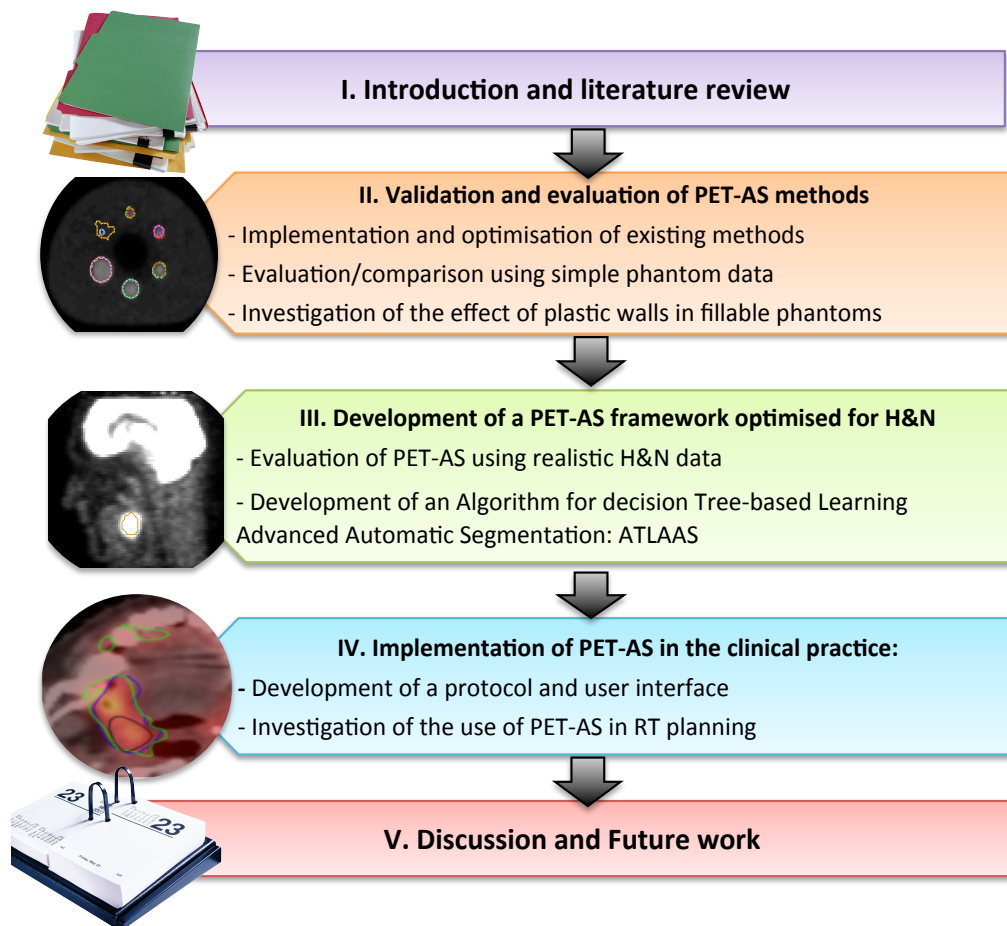 I. Introduction and literature review
II. Validation and evaluation of PET-AS methods
- Implementation and optimisation of existing methods
- Evaluation/comparison using simple phantom data
- Investigation of the effect of plastic walls in fillable phantoms
III. Development of a PET-AS framework optimised for H&N
- Evaluation of PET-AS using realistic H&N data
- Development of an Algorithm for decision Tree-based Learning
Advanced Automatic Segmentation: ATLAAS
IV. Implementation of PET-AS in the clinical practice:
- Development of a protocol and user interface
- Investigation of the use of PET-AS in RT planning
23
23
V. Discussion and Future work